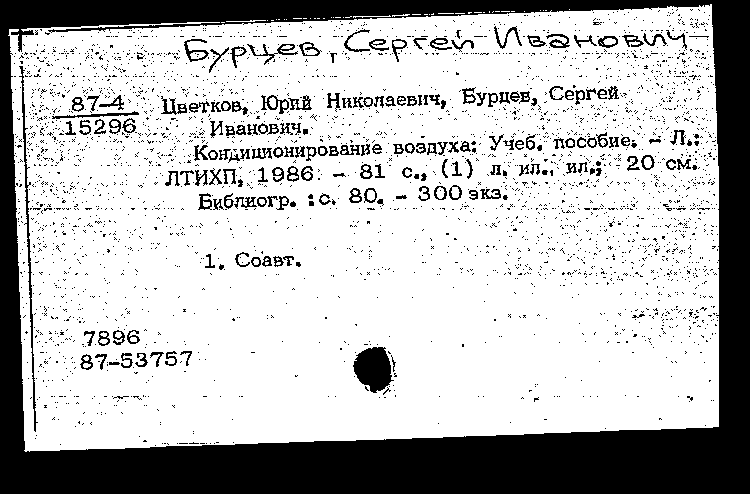 Бурцев, Сергей Иванович
87-4
15296
Цветков, Юрий Николаевич, Бурцев, Сергей
Иванович.
Кондиционирование воздуха: Учеб. пособие. - Л.:
ЛТИХП, 1986. - 81 с., (1) л. ил., ил.; 20 см.
Библиогр. : с. 80. - 300 экз.
1. Соавт.
7896
87-53757